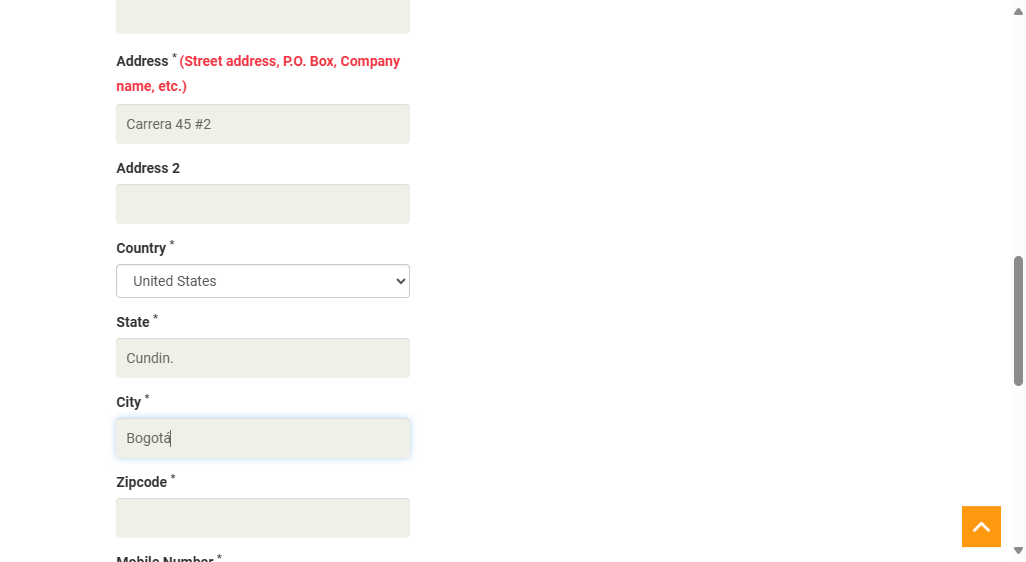 Address * (Street address, P.O. Box, Company
name, etc.)
Carrera 45 #2
Address 2
Country *
United States
State *
Cundin.
City *
Bogotá
Zipcode *
Mobile Number *